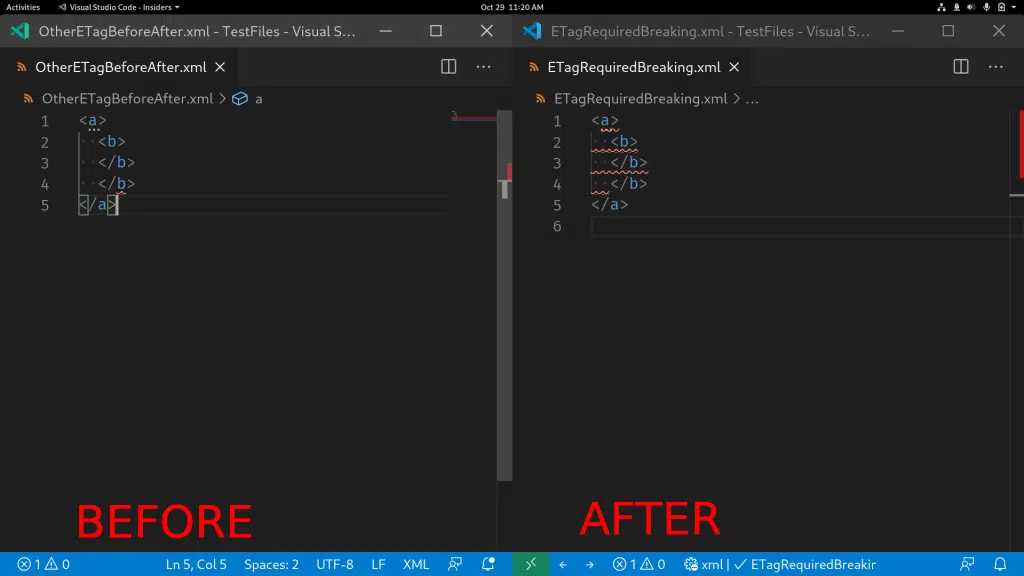 Activities Visual Studio Code - Insiders Oct 29 11:20 AM
OtherETagBeforeAfter.xml - TestFiles - Visual S...
OtherETagBeforeAfter.xml
OtherETagBeforeAfter.xml > a
1 <a>
2 <b>
3 </b>
4 </b>
5 </a>
BEFORE
1 0 Ln 5, Col 5 Spaces: 2 UTF-8 LF XML
ETagRequiredBreaking.xml - TestFiles - Visual S...
ETagRequiredBreaking.xml
ETagRequiredBreaking.xml > ...
1 <a>
2 <b>
3 </b>
4 </b>
5 </a>
6
AFTER
1 0 xml | ETagRequiredBreakir